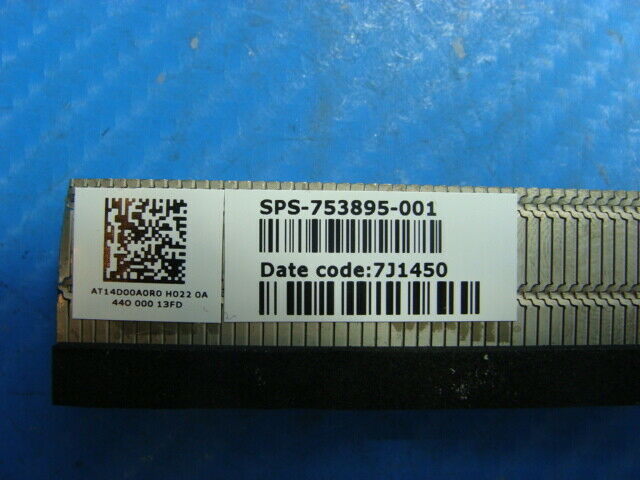 SPS-753895-001
Date code:7J1450
AT14D00A0R0 H022 0A
440 000 13FD